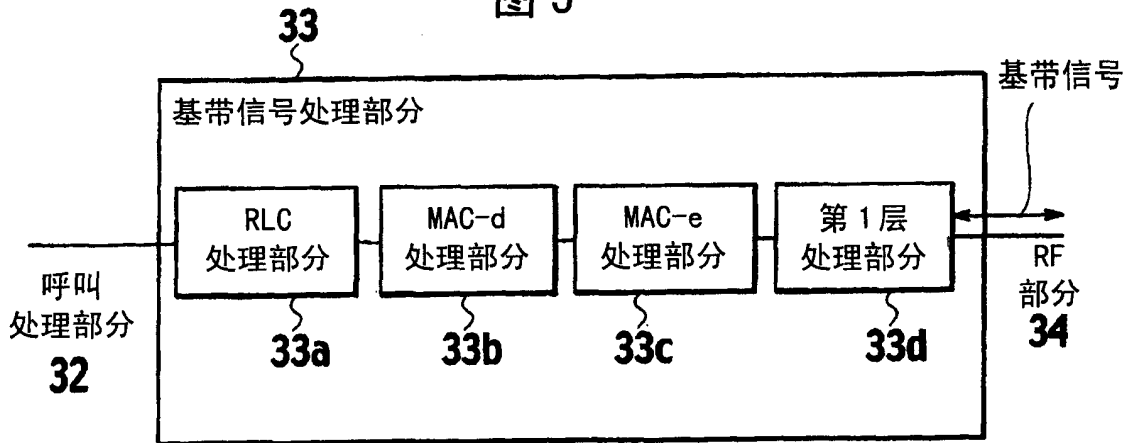 图5
33
基带信号处理部分
基带信号
RLC
处理部分
MAC-d
处理部分
MAC-e
处理部分
第1层
处理部分
呼叫
处理部分
32
33a
33b
33c
33d
RF
部分
34